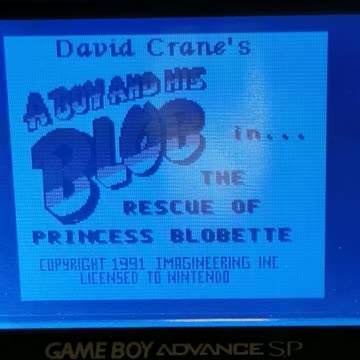 David Crane's
A BOY AND HIS
BLOB
in...
THE
RESCUE OF
PRINCESS BLOBETTE
COPYRIGHT 1991 IMAGINEERING INC
LICENSED TO NINTENDO
GAME BOY ADVANCE SP